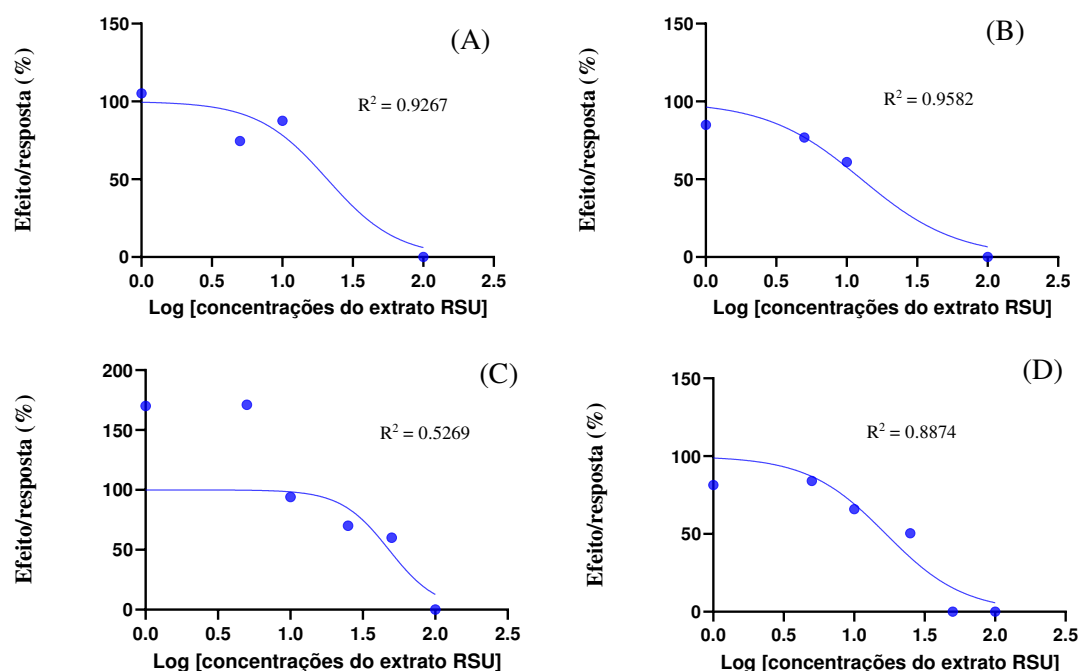 (A)
Efeito/resposta (%)
150
100
50
0
R² = 0.9267
0.0 0.5 1.0 1.5 2.0 2.5
Log [concentrações do extrato RSU]
(B)
Efeito/resposta (%)
150
100
50
0
R² = 0.9582
0.0 0.5 1.0 1.5 2.0 2.5
Log [concentrações do extrato RSU]
(C)
Efeito/resposta (%)
200
150
100
50
0
R² = 0.5269
0.0 0.5 1.0 1.5 2.0 2.5
Log [concentrações do extrato RSU]
(D)
Efeito/resposta (%)
150
100
50
0
R² = 0.8874
0.0 0.5 1.0 1.5 2.0 2.5
Log [concentrações do extrato RSU]